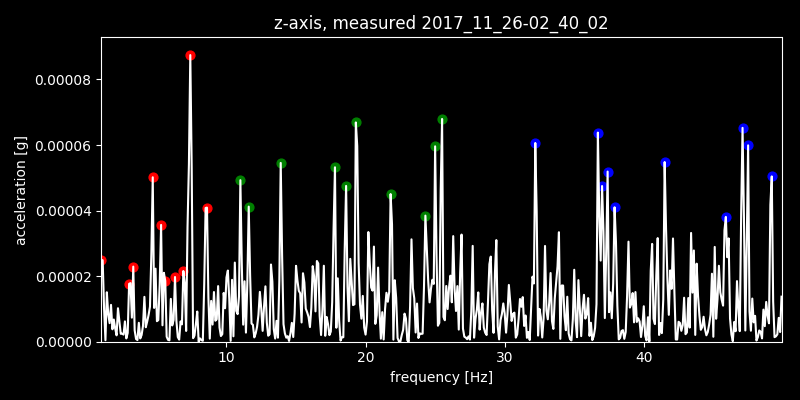 z-axis, measured 2017_11_26-02_40_02
acceleration [g]
0.00008
0.00006
0.00004
0.00002
0.00000
10 20 30 40
frequency [Hz]